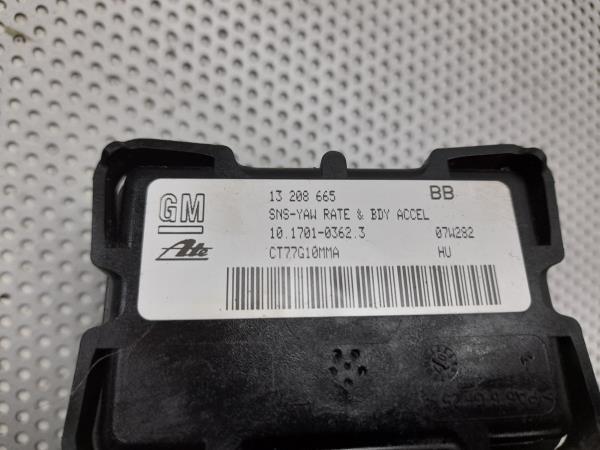 GM
13 208 665 BB
SNS-YAW RATE & BDY ACCEL
10.1701-0362.3 07W282
Ate
CT77G10MMA HU